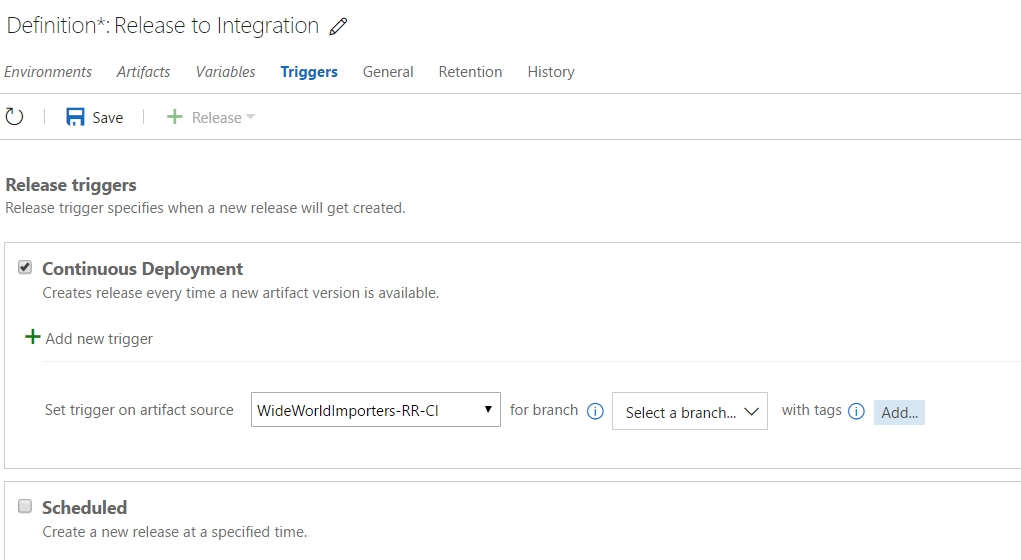 Definition*: Release to Integration
Environments Artifacts Variables Triggers General Retention History
Save Release
Release triggers
Release trigger specifies when a new release will get created.
Continuous Deployment
Creates release every time a new artifact version is available.
Add new trigger
Set trigger on artifact source WideWorldImporters-RR-CI for branch Select a branch... with tags Add...
Scheduled
Create a new release at a specified time.